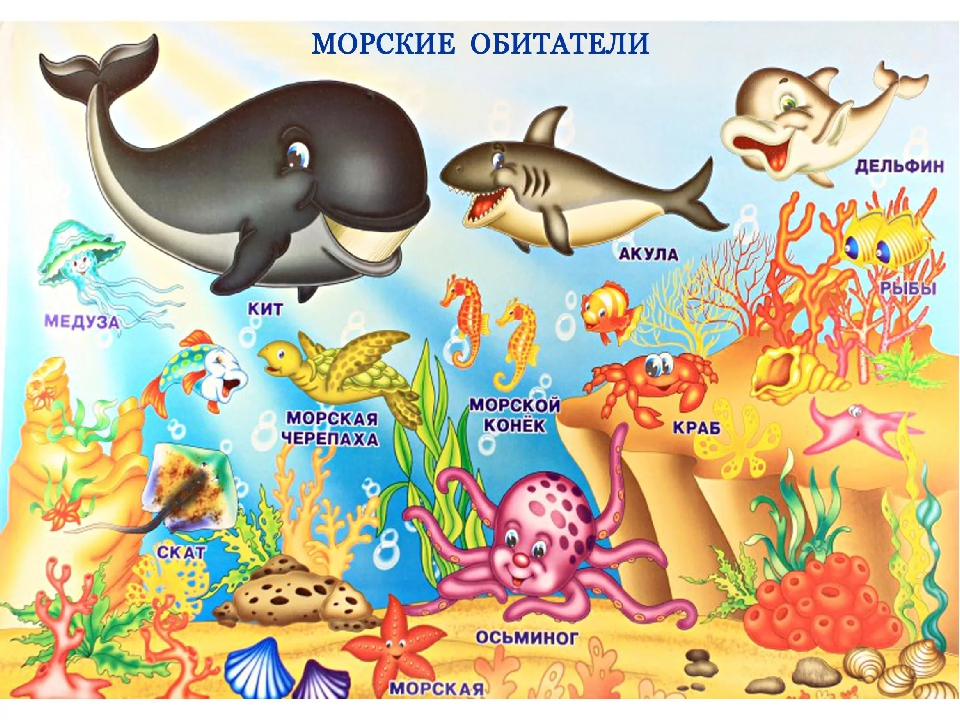 МОРСКИЕ ОБИТАТЕЛИ
ДЕЛЬФИН
АКУЛА
РЫБЫ
КИТ
МЕДУЗА
МОРСКАЯ
ЧЕРЕПАХА
МОРСКОЙ
КОНЁК
КРАБ
СКАТ
ОСЬМИНОГ
МОРСКАЯ